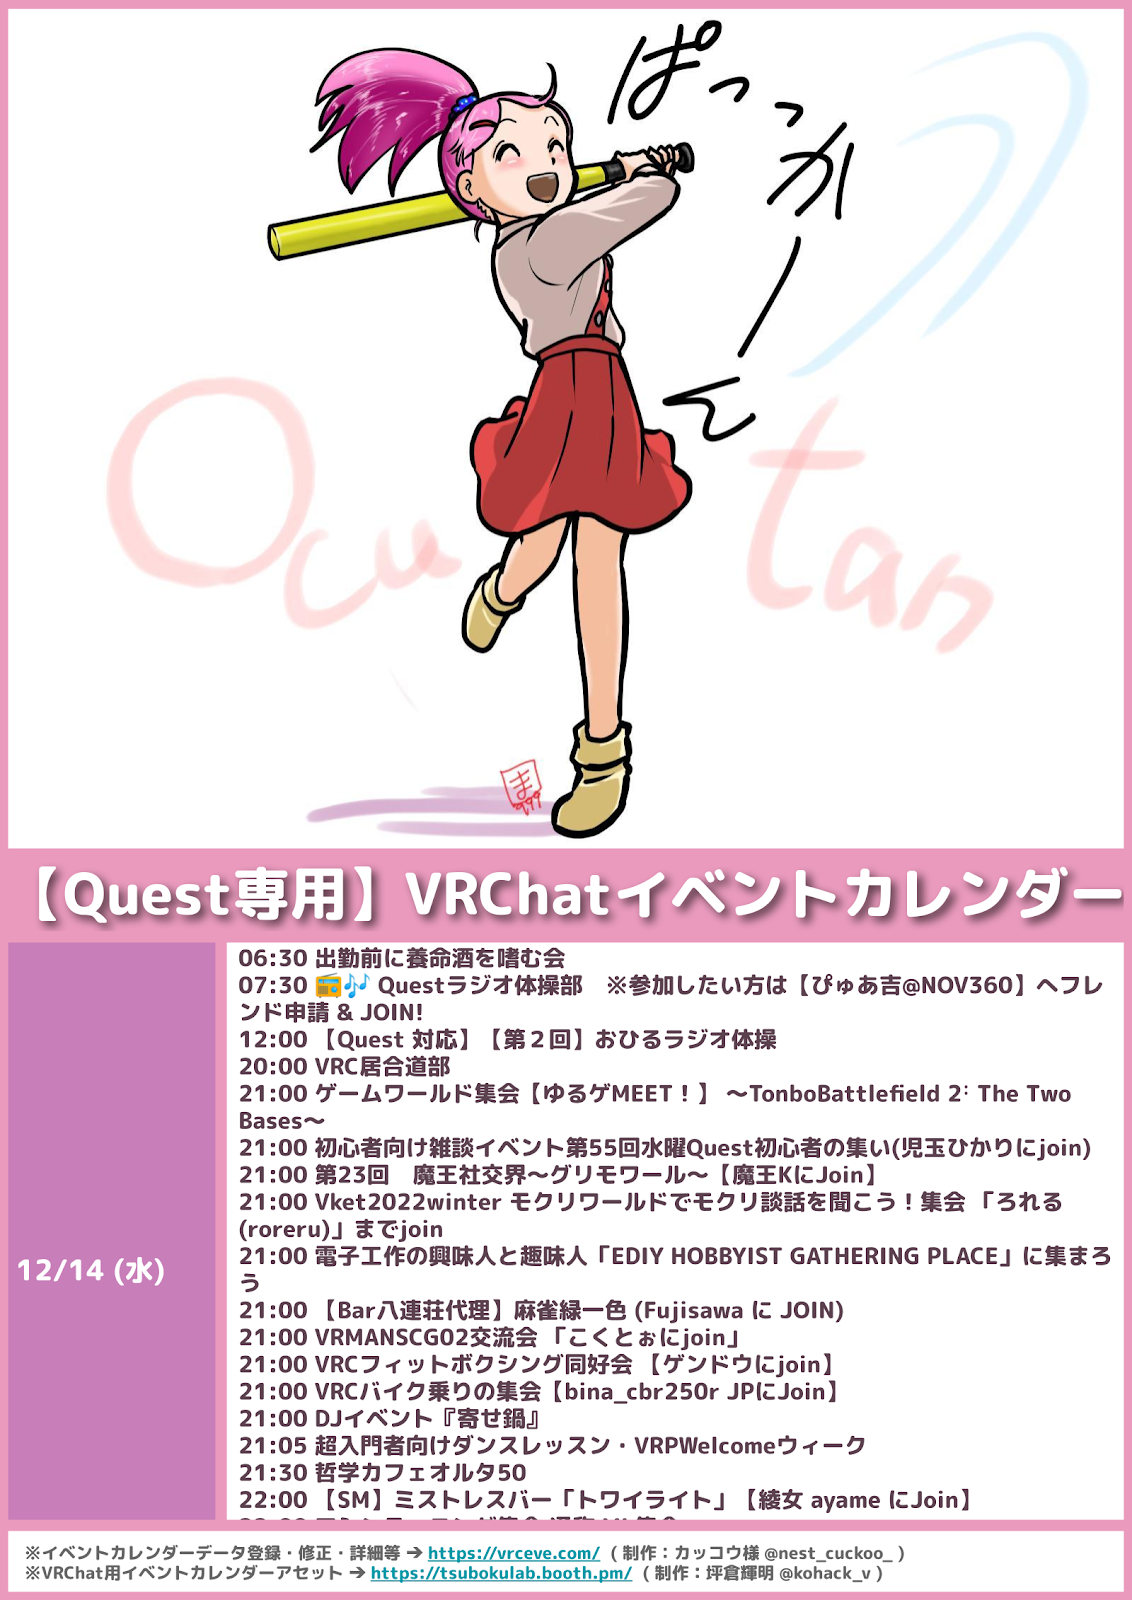 ぱっっかーん
Ocu tan
ま
999
【Quest専用】VRChatイベントカレンダー
12/14 (水)
06:30 出勤前に養命酒を嗜む会
07:30 📻🎶 Questラジオ体操部　※参加したい方は【ぴゅあ吉@NOV360】へフレ
ンド申請 & JOIN!
12:00 【Quest 対応】【第２回】おひるラジオ体操
20:00 VRC居合道部
21:00 ゲームワールド集会【ゆるゲMEET！】 〜TonboBattlefield 2: The Two
Bases〜
21:00 初心者向け雑談イベント第55回水曜Quest初心者の集い(児玉ひかりにjoin)
21:00 第23回　魔王社交界〜グリモワール〜【魔王KにJoin】
21:00 Vket2022winter モクリワールドでモクリ談話を聞こう！集会 「ろれる
(roreru)」までjoin
21:00 電子工作の興味人と趣味人「EDIY HOBBYIST GATHERING PLACE」に集まろ
う
21:00 【Bar八連荘代理】麻雀緑一色 (Fujisawa に JOIN)
21:00 VRMANSCG02交流会 「こくとぉにjoin」
21:00 VRCフィットボクシング同好会 【ゲンドウにjoin】
21:00 VRCバイク乗りの集会【bina_cbr250r JPにJoin】
21:00 DJイベント『寄せ鍋』
21:05 超入門者向けダンスレッスン・VRPWelcomeウィーク
21:30 哲学カフェオルタ50
22:00 【SM】ミストレスバー「トワイライト」【綾女 ayame にJoin】
※イベントカレンダーデータ登録・修正・詳細等 ➔ https://vrceve.com/ （ 制作：カッコウ様 @nest_cuckoo_ ）
※VRChat用イベントカレンダーアセット ➔ https://tsubokulab.booth.pm/ （ 制作：坪倉輝明 @kohack_v ）